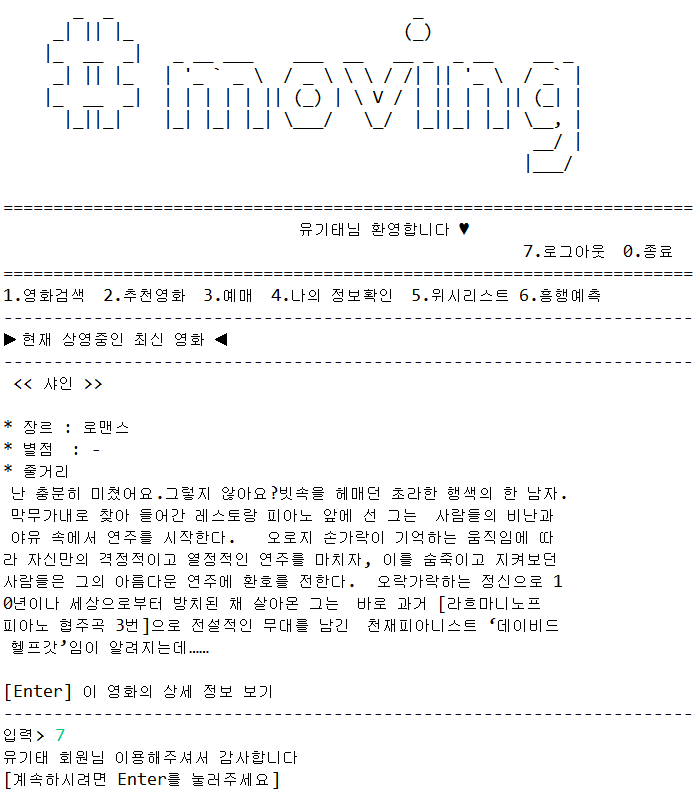 #moving
======================================================================
유기태님 환영합니다 ♥
7.로그아웃 0.종료
======================================================================
1.영화검색 2.추천영화 3.예매 4.나의 정보확인 5.위시리스트 6.흥행예측
----------------------------------------------------------------------
▶현재 상영중인 최신 영화 ◀
----------------------------------------------------------------------
<< 샤인 >>
* 장르 : 로맨스
* 별점 : -
* 줄거리
난 충분히 미쳤어요.그렇지 않아요?빗속을 헤매던 초라한 행색의 한 남자.
막무가내로 찾아 들어간 레스토랑 피아노 앞에 선 그는 사람들의 비난과
야유 속에서 연주를 시작한다. 오로지 손가락이 기억하는 움직임에 따
라 자신만의 격정적이고 열정적인 연주를 마치자, 이를 숨죽이고 지켜보던
사람들은 그의 아름다운 연주에 환호를 전한다. 오락가락하는 정신으로 1
0년이나 세상으로부터 방치된 채 살아온 그는 바로 과거 [라흐마니노프
피아노 협주곡 3번]으로 전설적인 무대를 남긴 천재피아니스트 ‘데이비드
헬프갓’임이 알려지는데……
[Enter] 이 영화의 상세 정보 보기
----------------------------------------------------------------------
입력> 7
유기태 회원님 이용해주셔서 감사합니다
[계속하시려면 Enter를 눌러주세요]